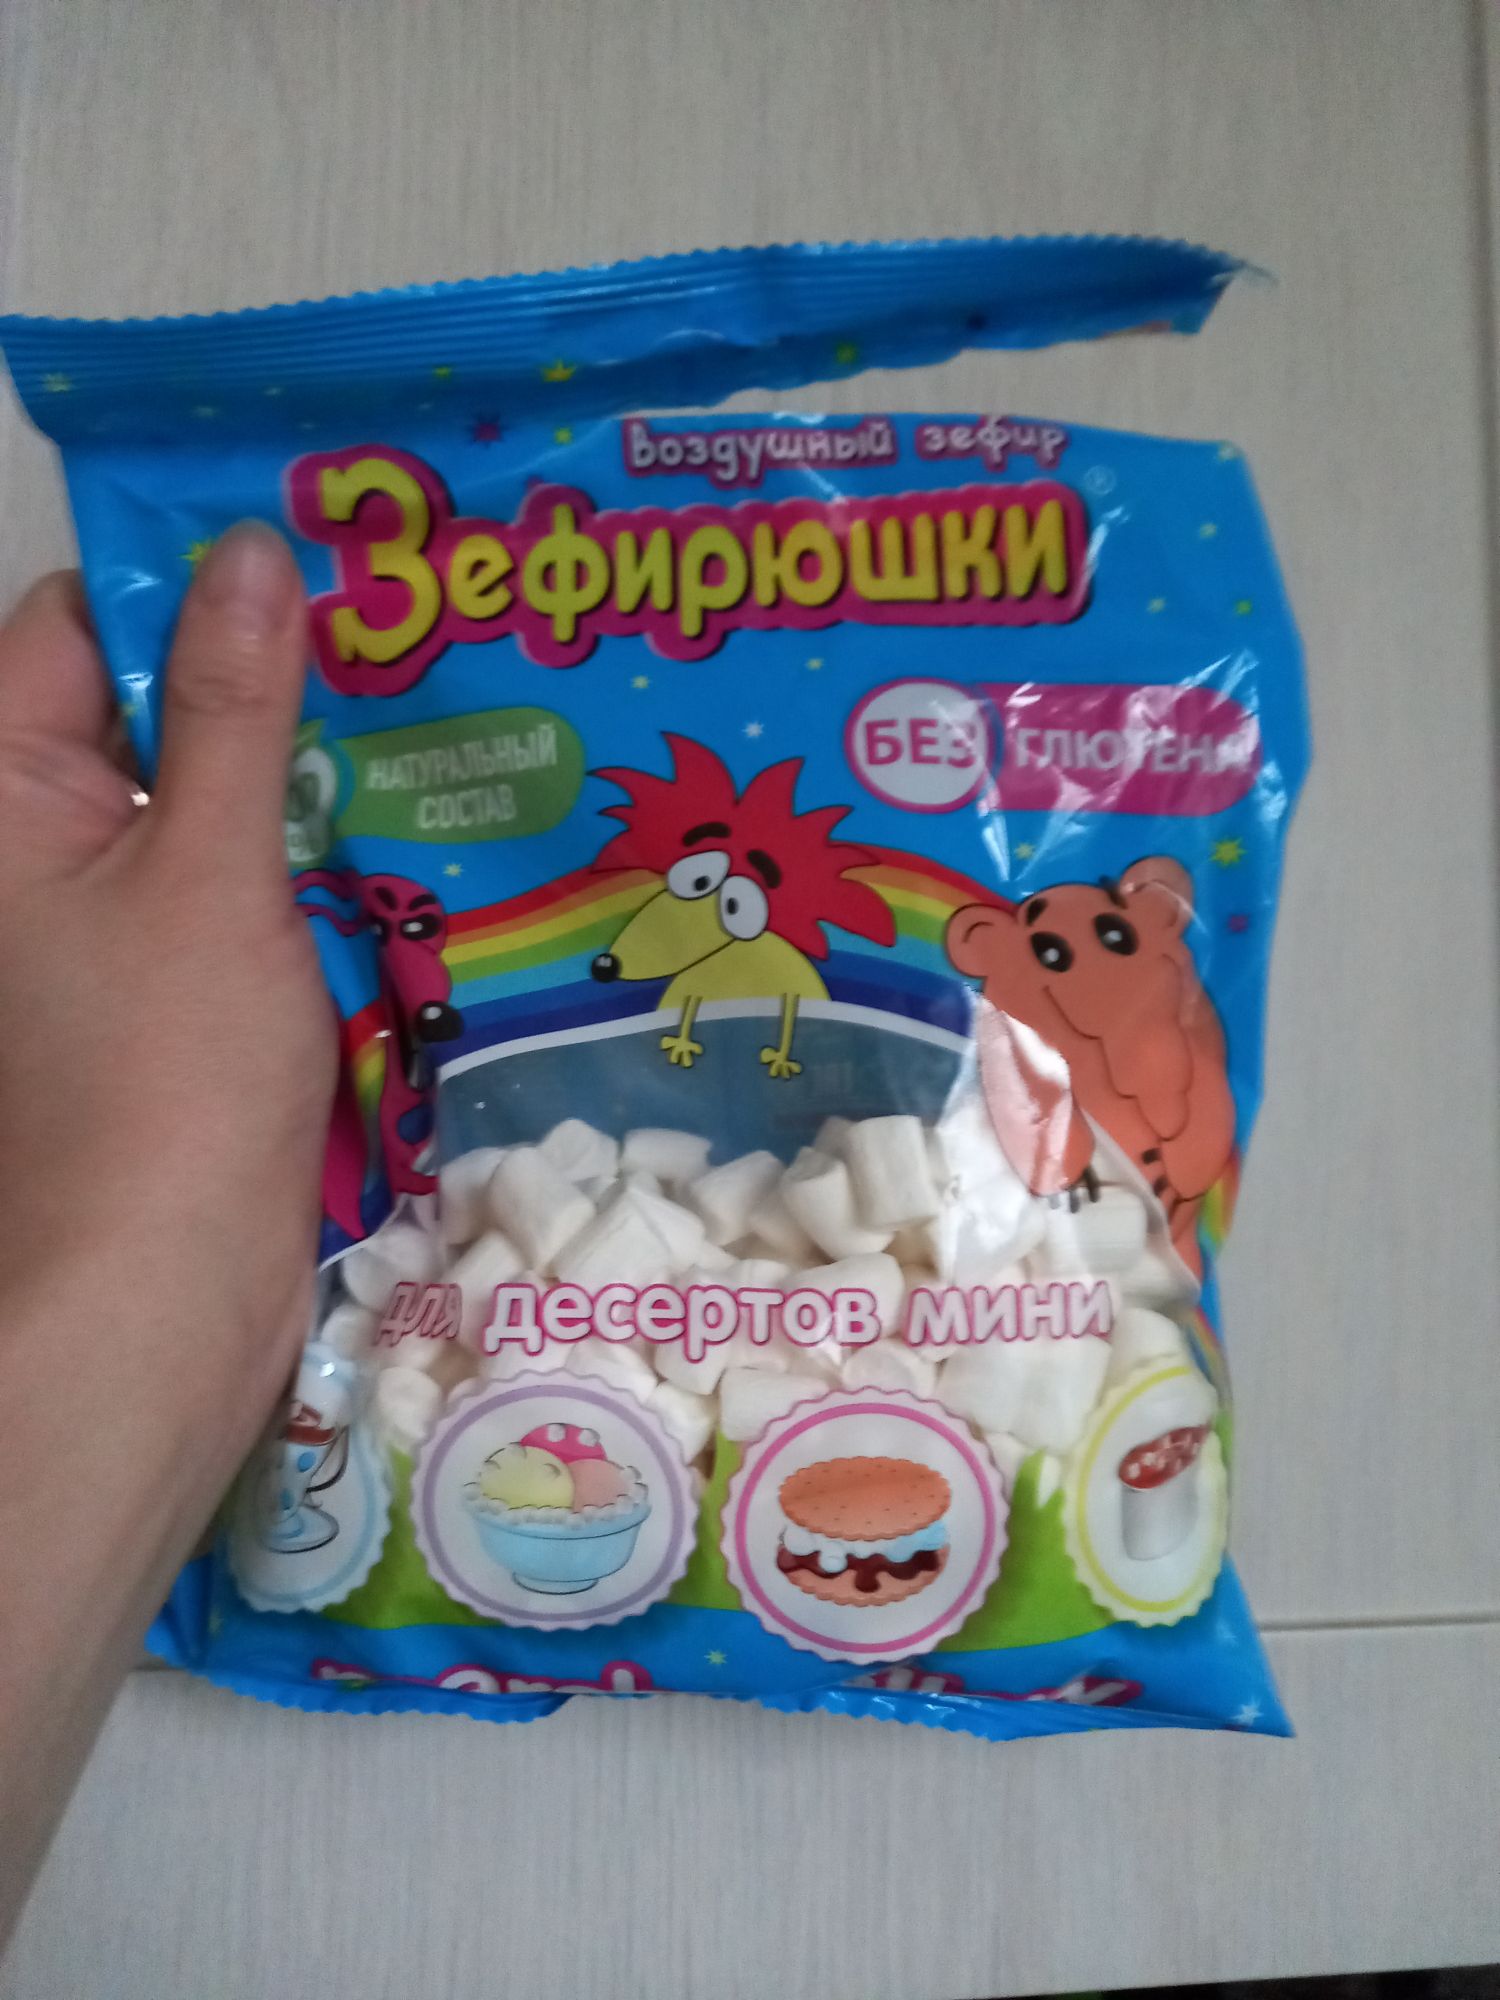 Воздушный зефир
Зефирюшки
®
НАТУРАЛЬНЫЙ
СОСТАВ
БЕЗ ГЛЮТЕНА
для десертов мини